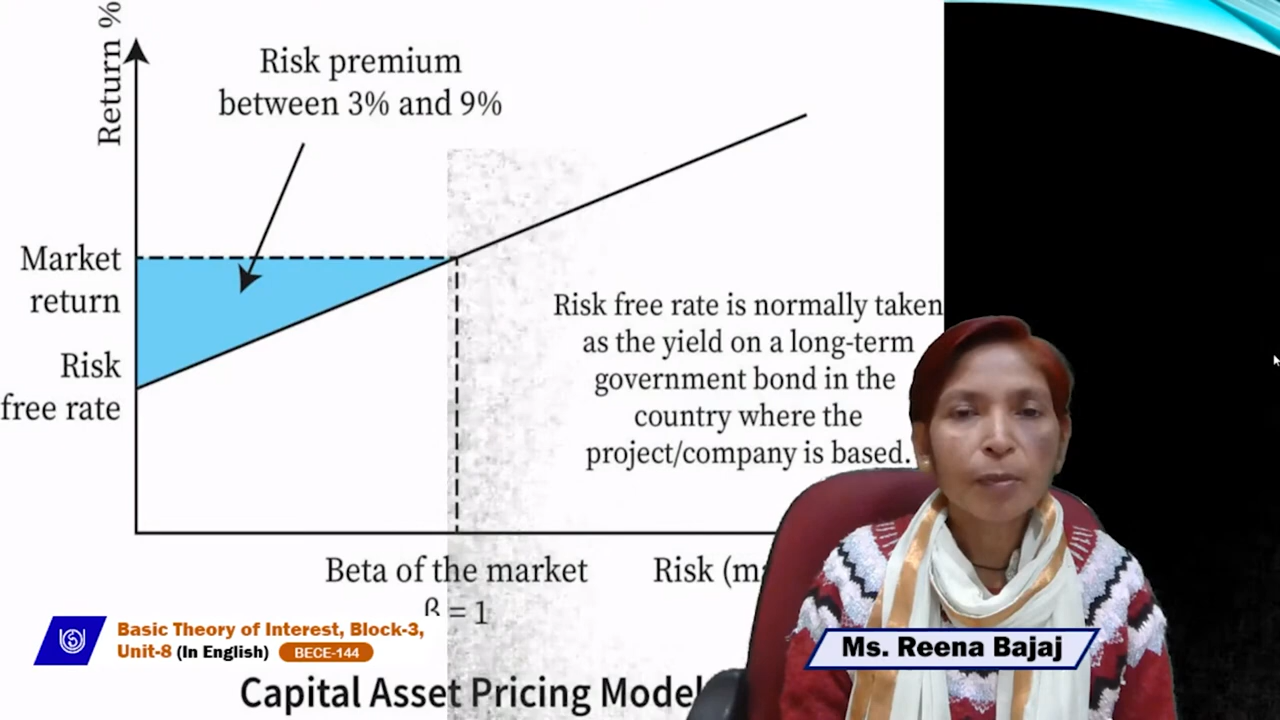 Return %
Risk premium
between 3% and 9%
Market
return
Risk
free rate
Risk free rate is normally taken
as the yield on a long-term
government bond in the
country where the
project/company is based.
Beta of the market
β = 1
Risk
Basic Theory of Interest, Block-3,
Unit-8 (In English) BECE-144
Ms. Reena Bajaj
Capital Asset Pricing Model